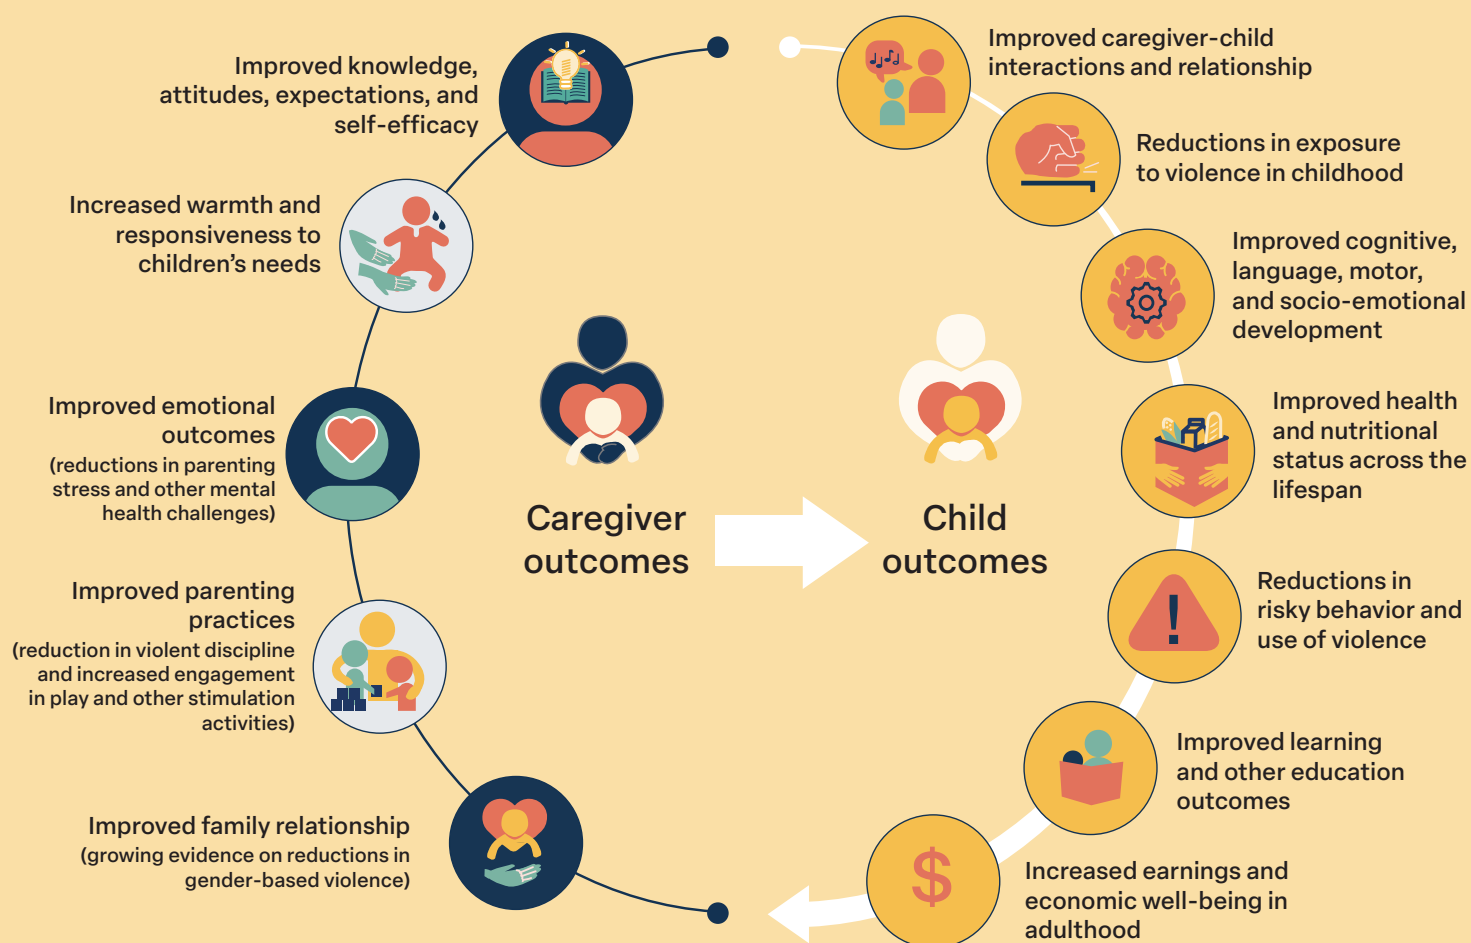 Improved knowledge,
attitudes, expectations, and
self-efficacy
Increased warmth and
responsiveness to
children’s needs
Improved emotional
outcomes
(reductions in parenting
stress and other mental
health challenges)
Improved parenting
practices
(reduction in violent discipline
and increased engagement
in play and other stimulation
activities)
Improved family relationship
(growing evidence on reductions in
gender-based violence)
Caregiver
outcomes
Child
outcomes
Improved caregiver-child
interactions and relationship
Reductions in exposure
to violence in childhood
Improved cognitive,
language, motor,
and socio-emotional
development
Improved health
and nutritional
status across the
lifespan
!
Reductions in
risky behavior and
use of violence
Improved learning
and other education
outcomes
$
Increased earnings and
economic well-being in
adulthood